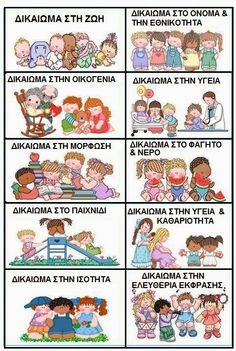 ΔΙΚΑΙΩΜΑ ΣΤΗ ΖΩΗ
ΔΙΚΑΙΩΜΑ ΣΤΟ ΟΝΟΜΑ &
ΤΗΝ ΕΘΝΙΚΟΤΗΤΑ
ΔΙΚΑΙΩΜΑ ΣΤΗΝ ΟΙΚΟΓΕΝΙΑ
ΔΙΚΑΙΩΜΑ ΣΤΗΝ ΥΓΕΙΑ
ΔΙΚΑΙΩΜΑ ΣΤΗ ΜΟΡΦΩΣΗ
ΔΙΚΑΙΩΜΑ ΣΤΟ ΦΑΓΗΤΟ
& ΝΕΡΟ
ΔΙΚΑΙΩΜΑ ΣΤΟ ΠΑΙΧΝΙΔΙ
ΔΙΚΑΙΩΜΑ ΣΤΗΝ ΥΓΕΙΑ &
ΚΑΘΑΡΙΟΤΗΤΑ
ΔΙΚΑΙΩΜΑ ΣΤΗΝ ΙΣΟΤΗΤΑ
ΔΙΚΑΙΩΜΑ ΣΤΗΝ
ΕΛΕΥΘΕΡΙΑ ΕΚΦΡΑΣΗΣ